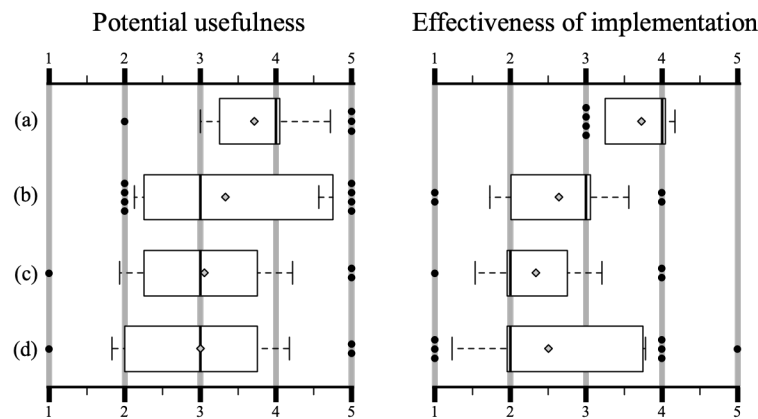 Potential usefulness Effectiveness of implementation
1 2 3 4 5 1 2 3 4 5
(a)
(b)
(c)
(d)
1 2 3 4 5 1 2 3 4 5